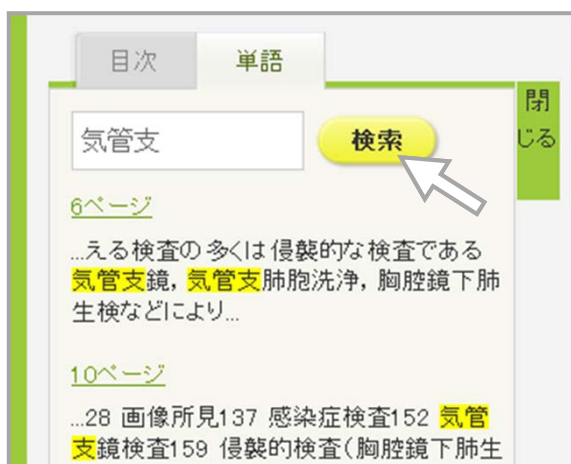 目次
単語
閉
じる
気管支
検索
6ページ
...える検査の多くは侵襲的な検査である
気管支鏡，気管支肺胞洗浄，胸腔鏡下肺
生検などにより...
10ページ
...28 画像所見137 感染症検査152 気管
支鏡検査159 侵襲的検査（胸腔鏡下肺生